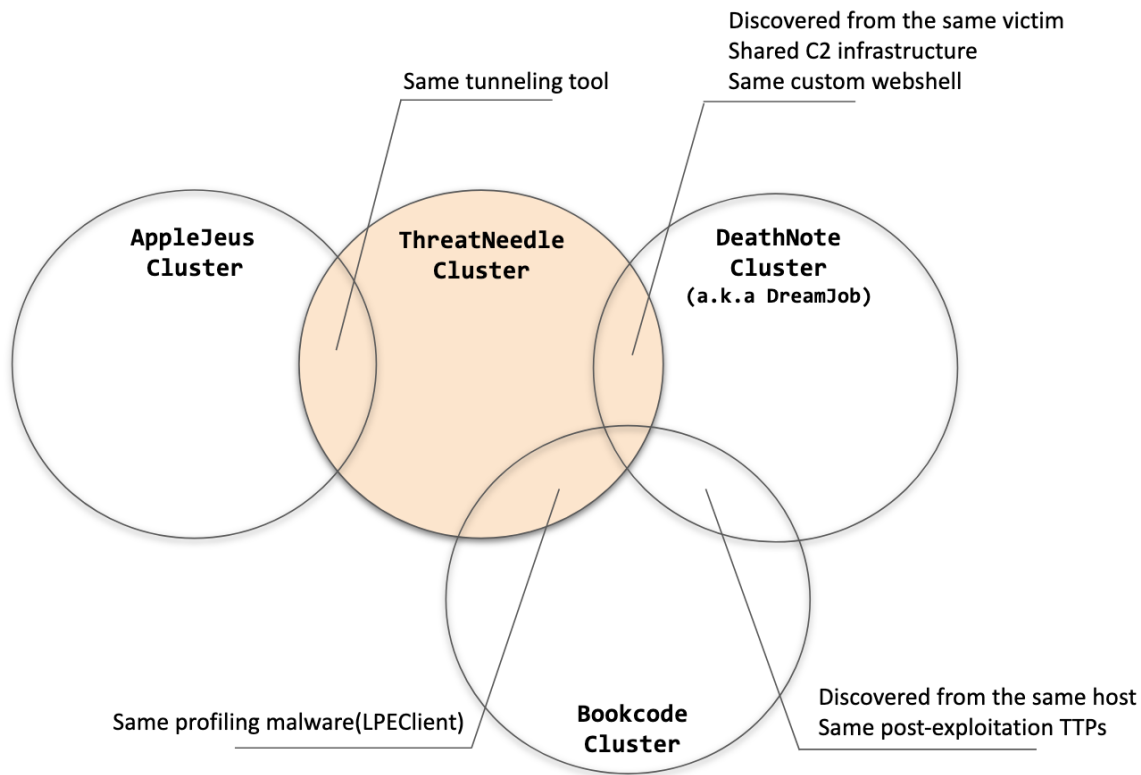 Discovered from the same victim
Shared C2 infrastructure
Same custom webshell
Same tunneling tool
AppleJeus
Cluster
ThreatNeedle
Cluster
DeathNote
Cluster
(a.k.a DreamJob)
Same profiling malware(LPEClient)
Bookcode
Cluster
Discovered from the same host
Same post-exploitation TTPs